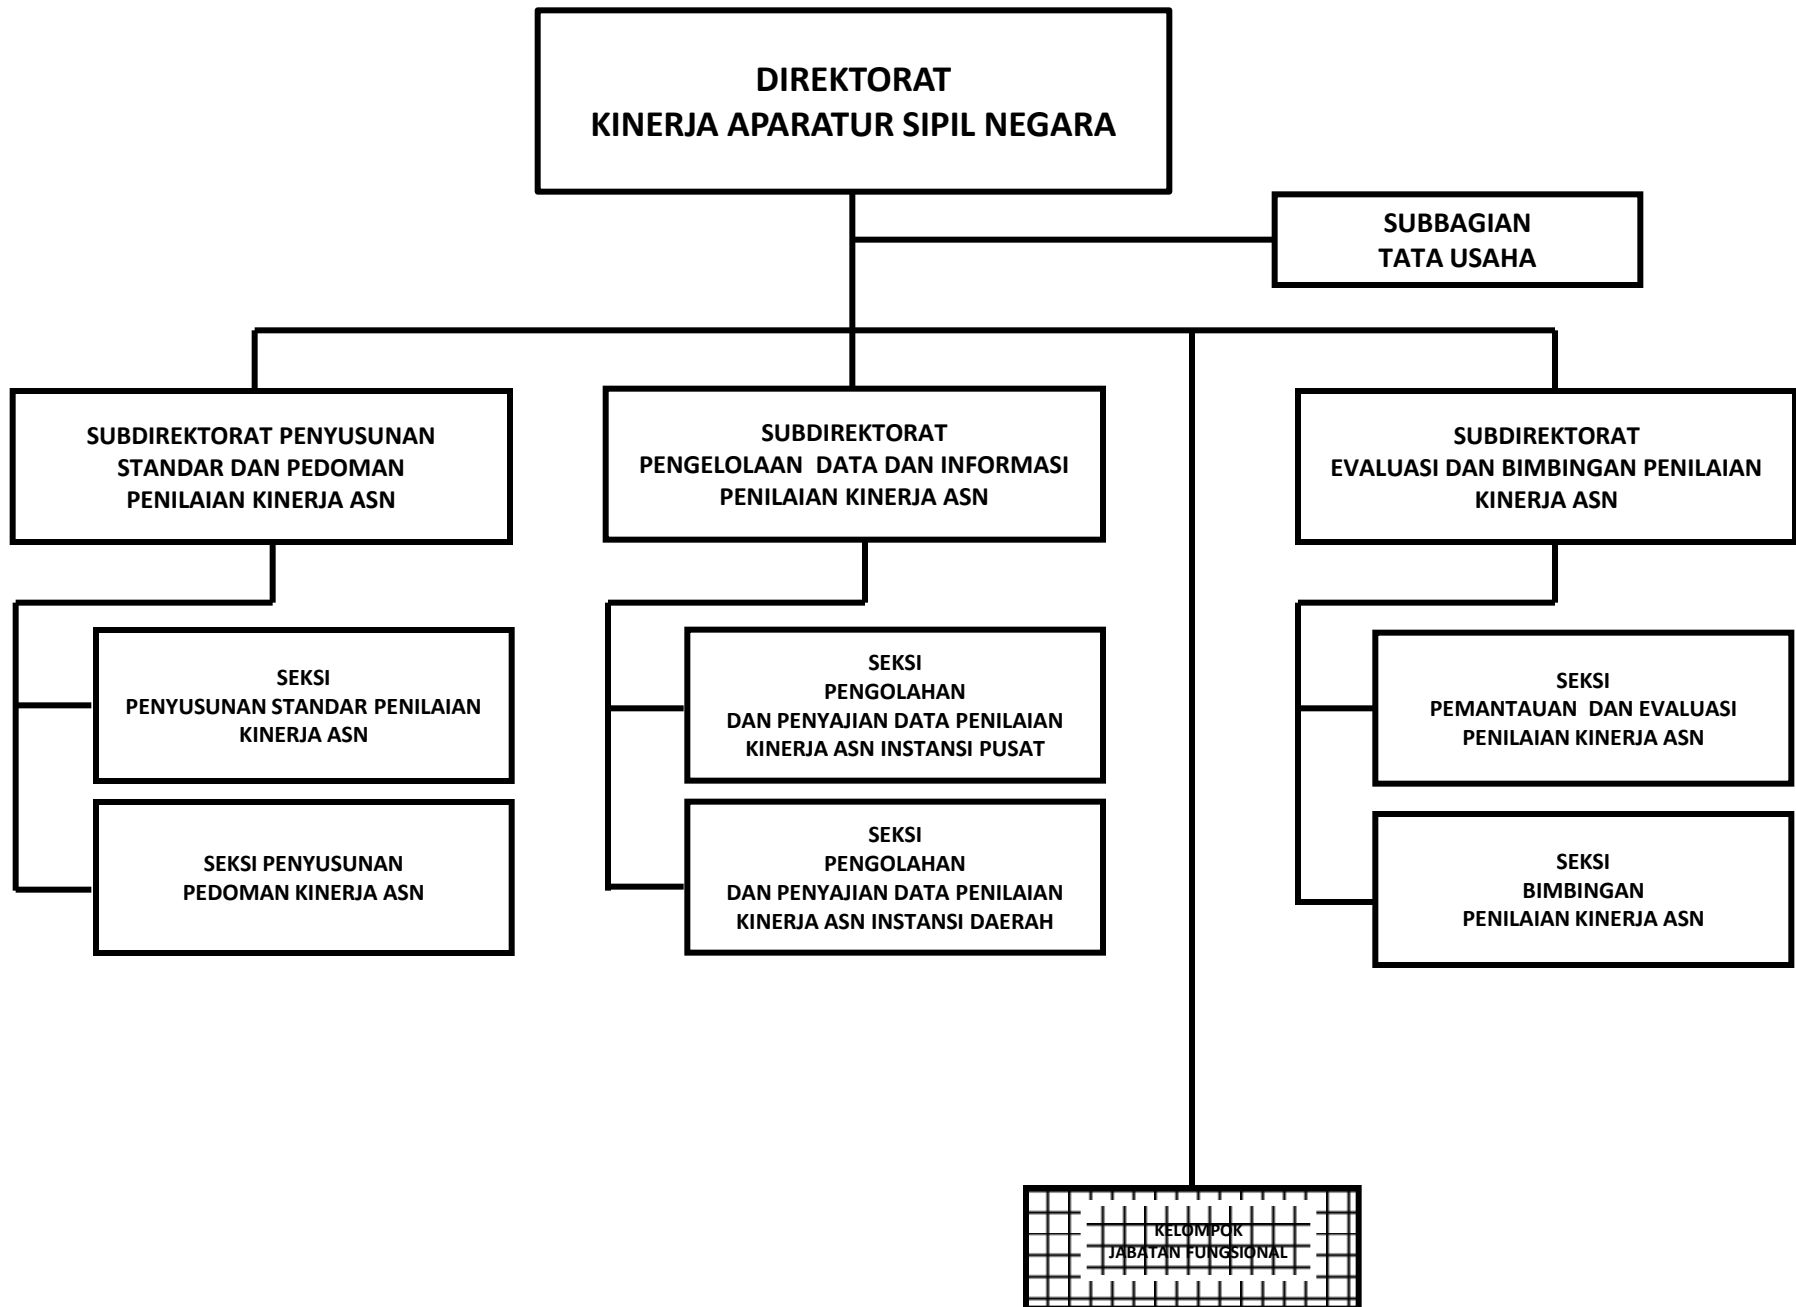 DIREKTORAT
KINERJA APARATUR SIPIL NEGARA
SUBBAGIAN
TATA USAHA
SUBDIREKTORAT PENYUSUNAN
STANDAR DAN PEDOMAN
PENILAIAN KINERJA ASN
SUBDIREKTORAT
PENGELOLAAN DATA DAN INFORMASI
PENILAIAN KINERJA ASN
SUBDIREKTORAT
EVALUASI DAN BIMBINGAN PENILAIAN
KINERJA ASN
SEKSI
PENYUSUNAN STANDAR PENILAIAN
KINERJA ASN
SEKSI PENYUSUNAN
PEDOMAN KINERJA ASN
SEKSI
PENGOLAHAN
DAN PENYAJIAN DATA PENILAIAN
KINERJA ASN INSTANSI PUSAT
SEKSI
PENGOLAHAN
DAN PENYAJIAN DATA PENILAIAN
KINERJA ASN INSTANSI DAERAH
SEKSI
PEMANTAUAN DAN EVALUASI
PENILAIAN KINERJA ASN
SEKSI
BIMBINGAN
PENILAIAN KINERJA ASN
KELOMPOK
JABATAN FUNGSIONAL